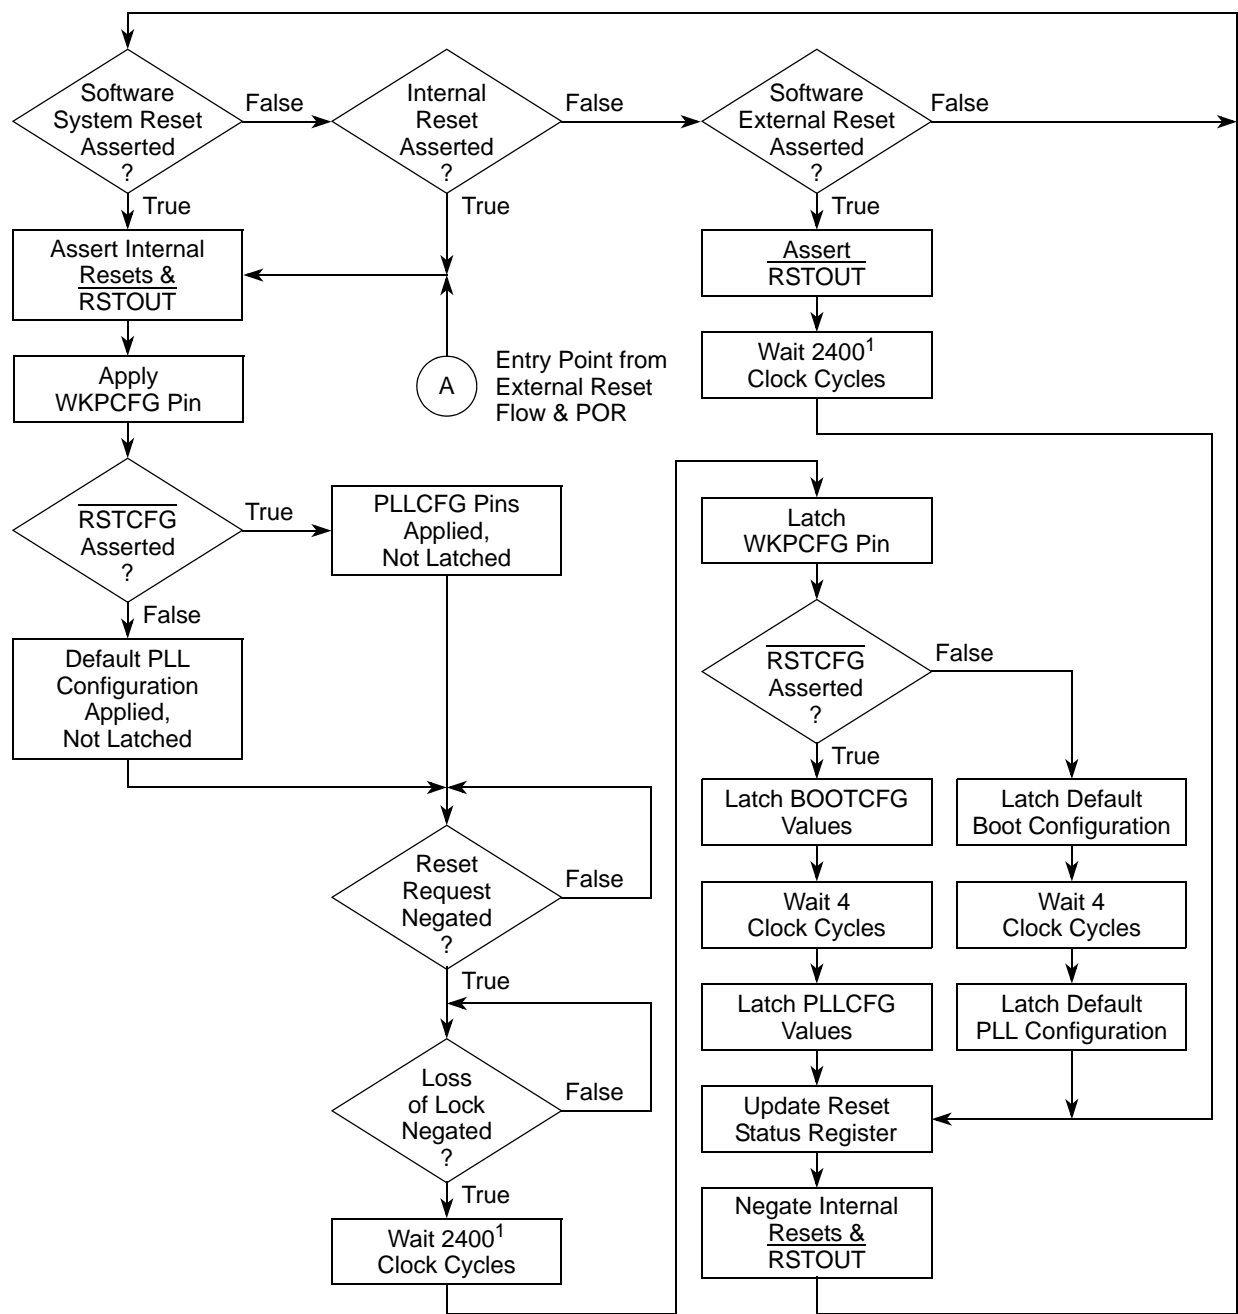 Software
System Reset
Asserted
?
False
True
Internal
Reset
Asserted
?
False
True
Software
External Reset
Asserted
?
False
True
Assert Internal
Resets &
RSTOUT
Apply
WKPCFG Pin
A
Entry Point from
External Reset
Flow & POR
Assert
RSTOUT
Wait 2400¹
Clock Cycles
RSTCFG
Asserted
?
True
False
PLLCFG Pins
Applied,
Not Latched
Default PLL
Configuration
Applied,
Not Latched
Reset
Request
Negated
?
False
True
Loss
of Lock
Negated
?
False
True
Wait 2400¹
Clock Cycles
Latch
WKPCFG Pin
RSTCFG
Asserted
?
False
True
Latch BOOTCFG
Values
Wait 4
Clock Cycles
Latch PLLCFG
Values
Latch Default
Boot Configuration
Wait 4
Clock Cycles
Latch Default
PLL Configuration
Update Reset
Status Register
Negate Internal
Resets &
RSTOUT